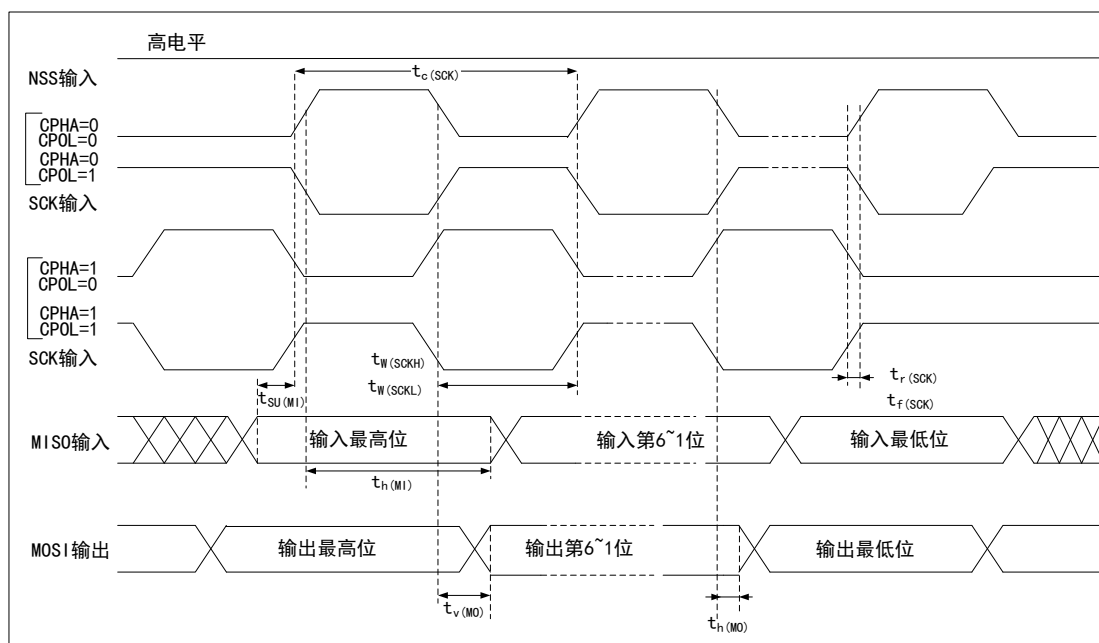 高电平
NSS输入
t_c(SCK)
CPHA=0
CPOL=0
CPHA=0
CPOL=1
SCK输入
CPHA=1
CPOL=0
CPHA=1
CPOL=1
SCK输入
t_W(SCKH)
t_W(SCKL)
t_r(SCK)
t_f(SCK)
t_SU(MI)
MISO输入
输入最高位
输入第6~1位
输入最低位
t_h(MI)
MOSI输出
输出最高位
输出第6~1位
输出最低位
t_v(MO)
t_h(MO)